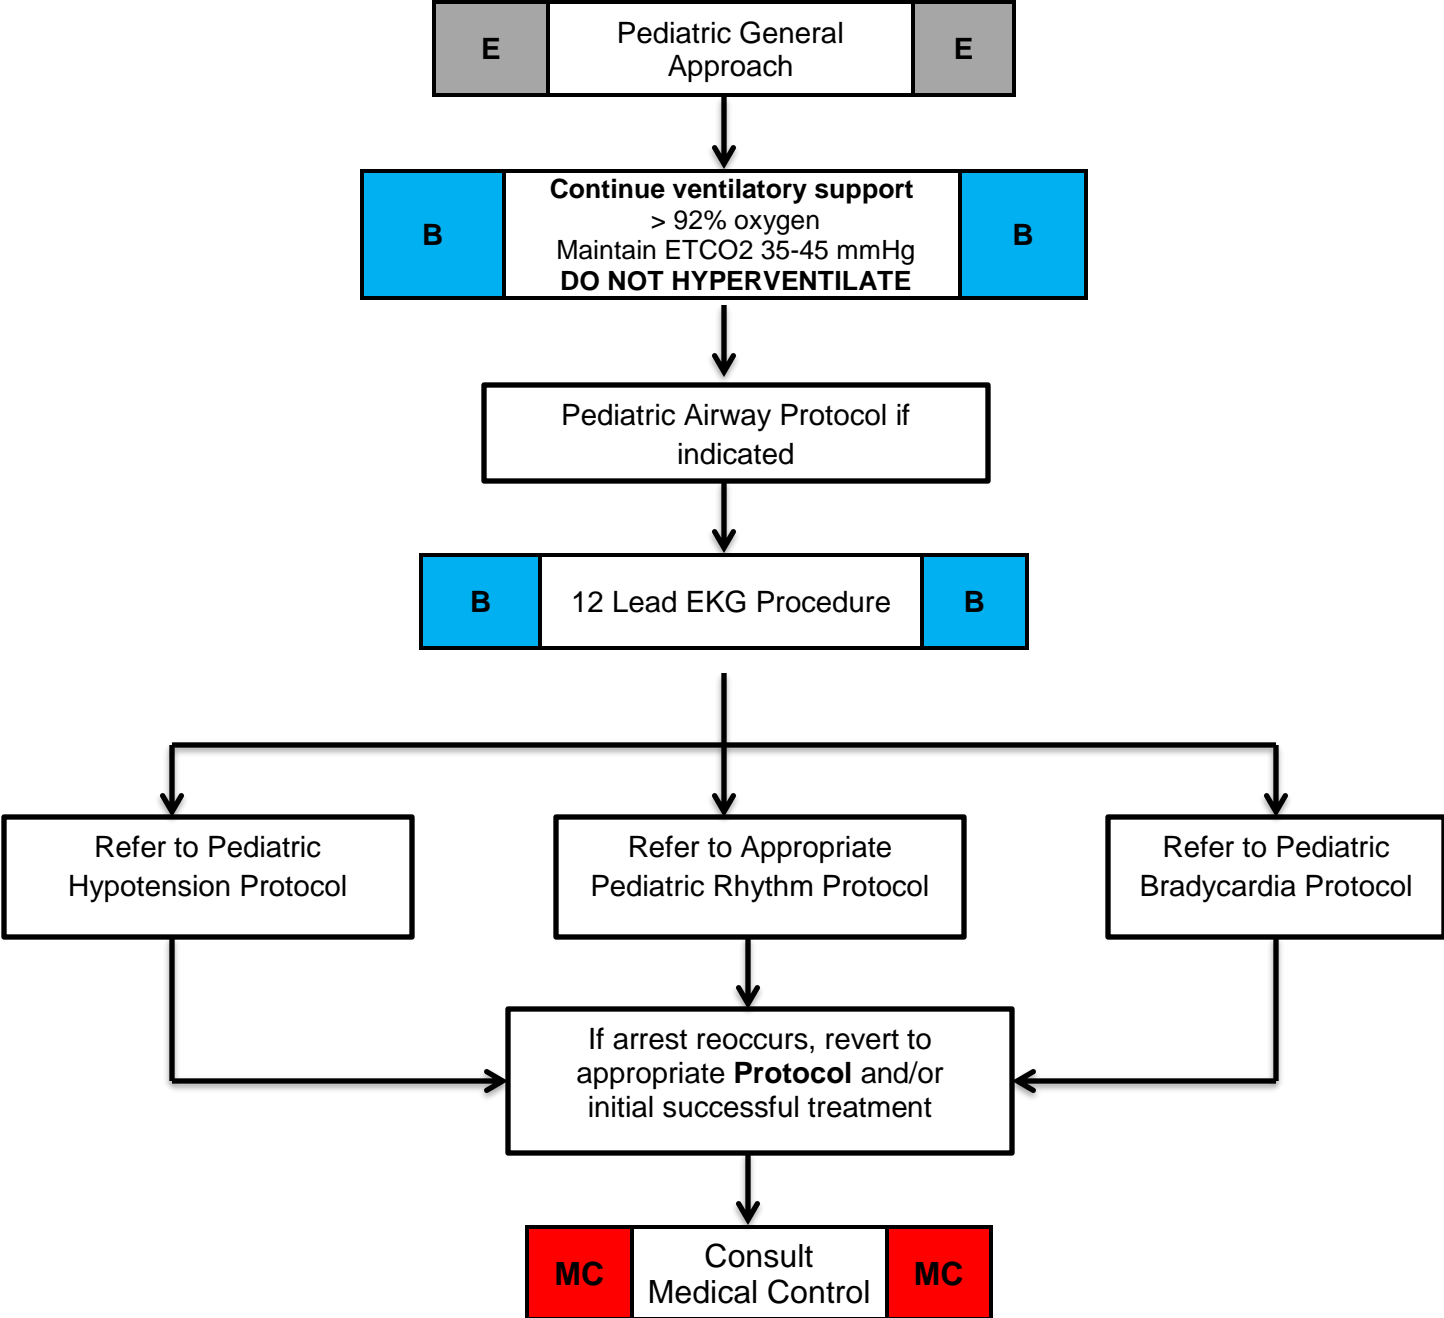 E
Pediatric General
Approach
E
B
Continue ventilatory support
> 92% oxygen
Maintain ETCO2 35-45 mmHg
DO NOT HYPERVENTILATE
B
Pediatric Airway Protocol if
indicated
B
12 Lead EKG Procedure
B
Refer to Pediatric
Hypotension Protocol
Refer to Appropriate
Pediatric Rhythm Protocol
Refer to Pediatric
Bradycardia Protocol
If arrest reoccurs, revert to
appropriate Protocol and/or
initial successful treatment
MC
Consult
Medical Control
MC